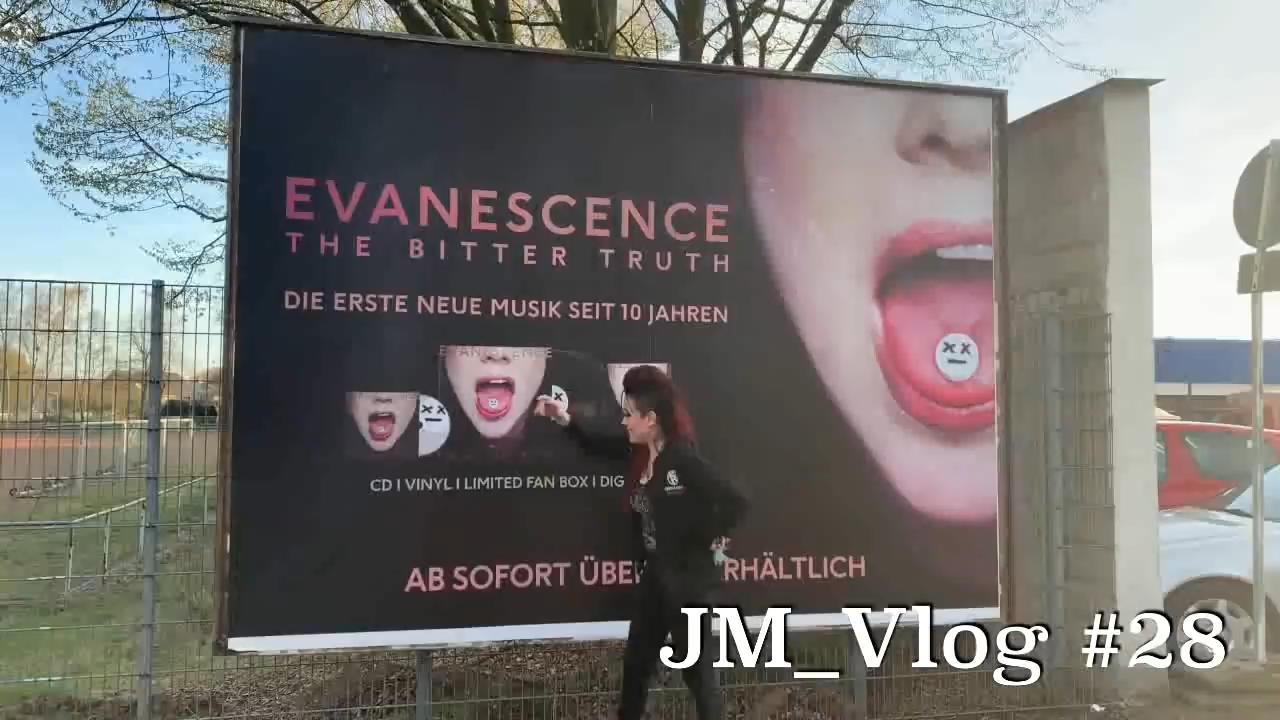 EVANESCENCE
THE BITTER TRUTH
DIE ERSTE NEUE MUSIK SEIT 10 JAHREN
CD I VINYL I LIMITED FAN BOX I DIG
AB SOFORT ÜBE RHÄLTLICH
JM_Vlog #28